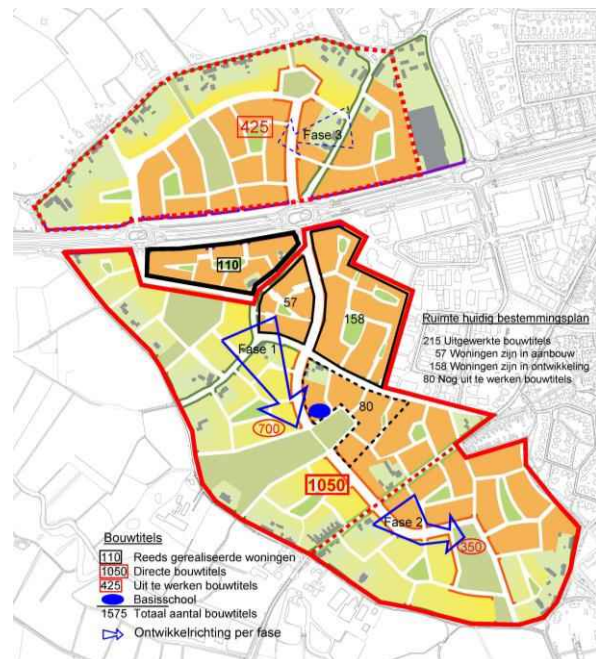 425
Fase 3
110
57
158
Ruimte huidig bestemmingsplan
215 Uitgewerkte bouwtitels
57 Woningen zijn in aanbouw
158 Woningen zijn in ontwikkeling
80 Nog uit te werken bouwtitels
Fase 1
80
700
1050
Fase 2
350
Bouwtitels
110 Reeds gerealiseerde woningen
1050 Directe bouwtitels
425 Uit te werken bouwtitels
Basisschool
1575 Totaal aantal bouwtitels
Ontwikkelrichting per fase